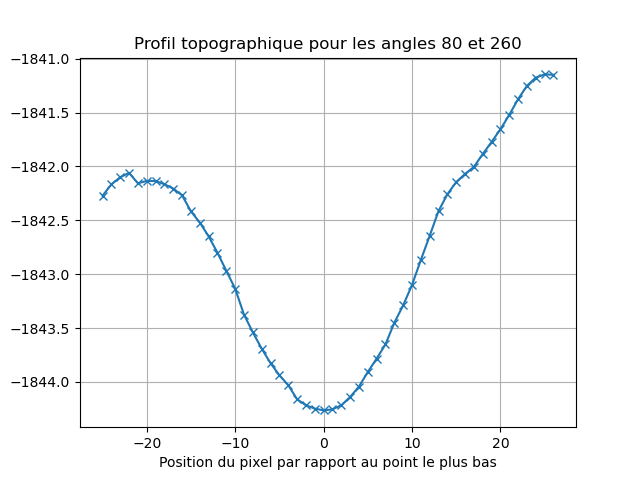 Profil topographique pour les angles 80 et 260
−1841.0
−1841.5
−1842.0
−1842.5
−1843.0
−1843.5
−1844.0
−20 −10 0 10 20
Position du pixel par rapport au point le plus bas